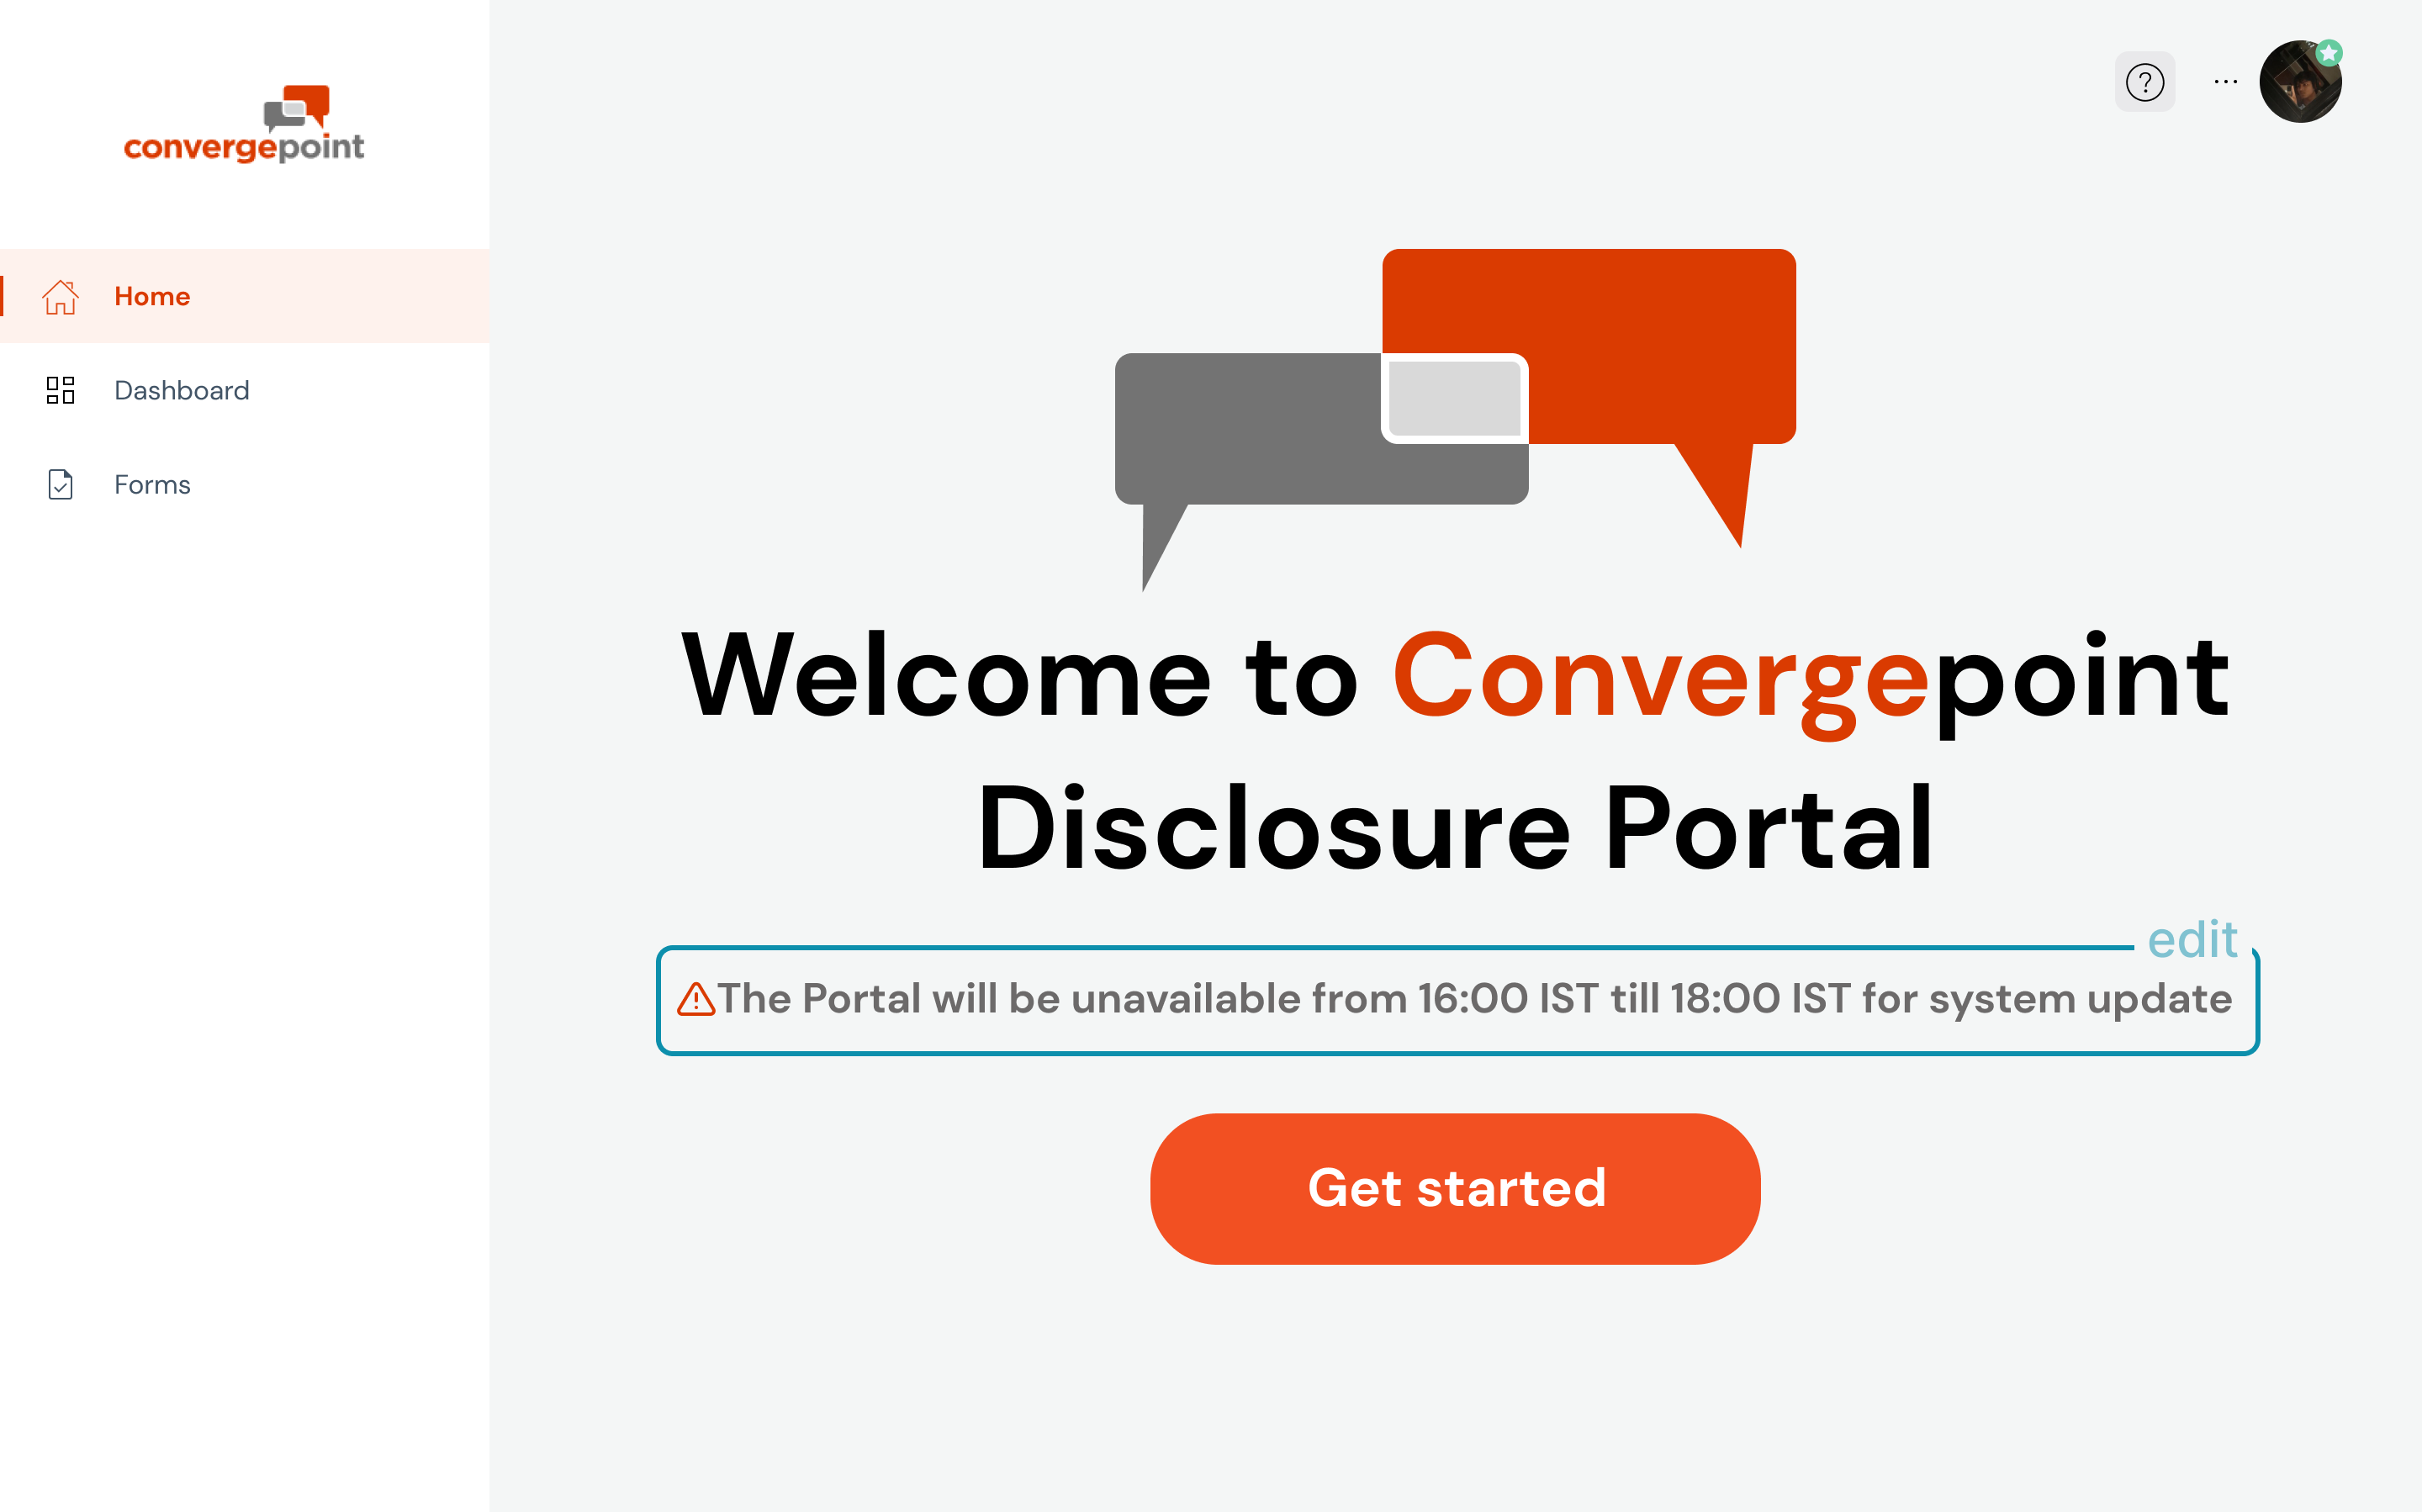 convergepoint
Home
Dashboard
Forms
Welcome to Convergepoint
Disclosure Portal
edit
The Portal will be unavailable from 16:00 IST till 18:00 IST for system update
Get started